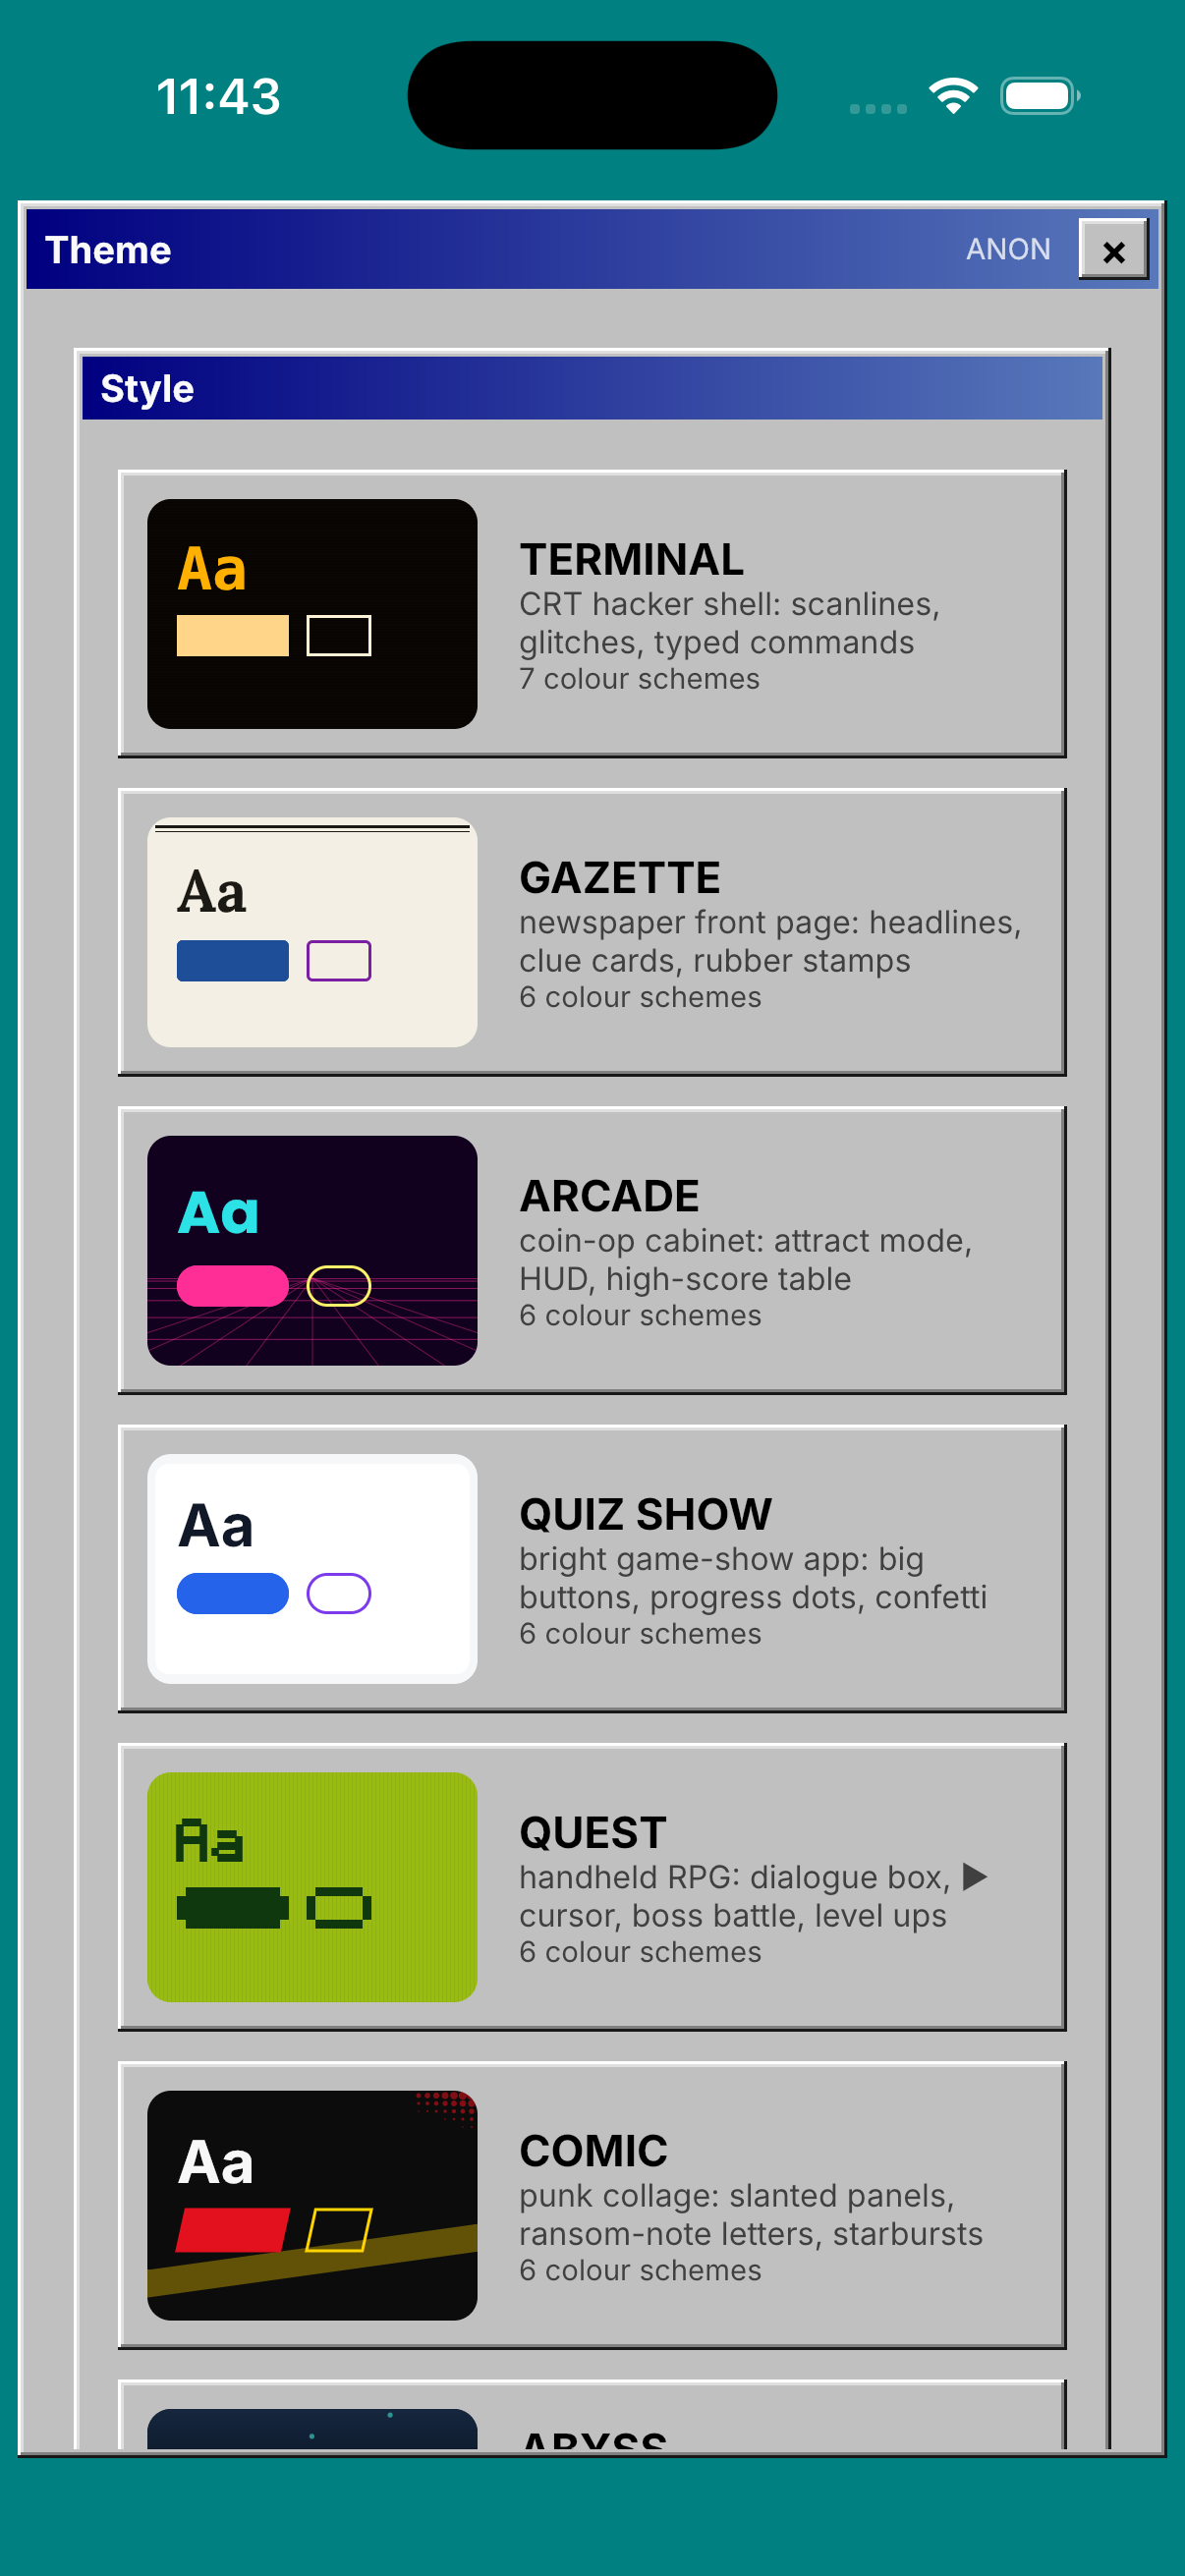 11:43
Theme
ANON
×
Style
Aa
TERMINAL
CRT hacker shell: scanlines,
glitches, typed commands
7 colour schemes
Aa
GAZETTE
newspaper front page: headlines,
clue cards, rubber stamps
6 colour schemes
Aa
ARCADE
coin-op cabinet: attract mode,
HUD, high-score table
6 colour schemes
Aa
QUIZ SHOW
bright game-show app: big
buttons, progress dots, confetti
6 colour schemes
Aa
QUEST
handheld RPG: dialogue box, ▶
cursor, boss battle, level ups
6 colour schemes
Aa
COMIC
punk collage: slanted panels,
ransom-note letters, starbursts
6 colour schemes
ABYSS